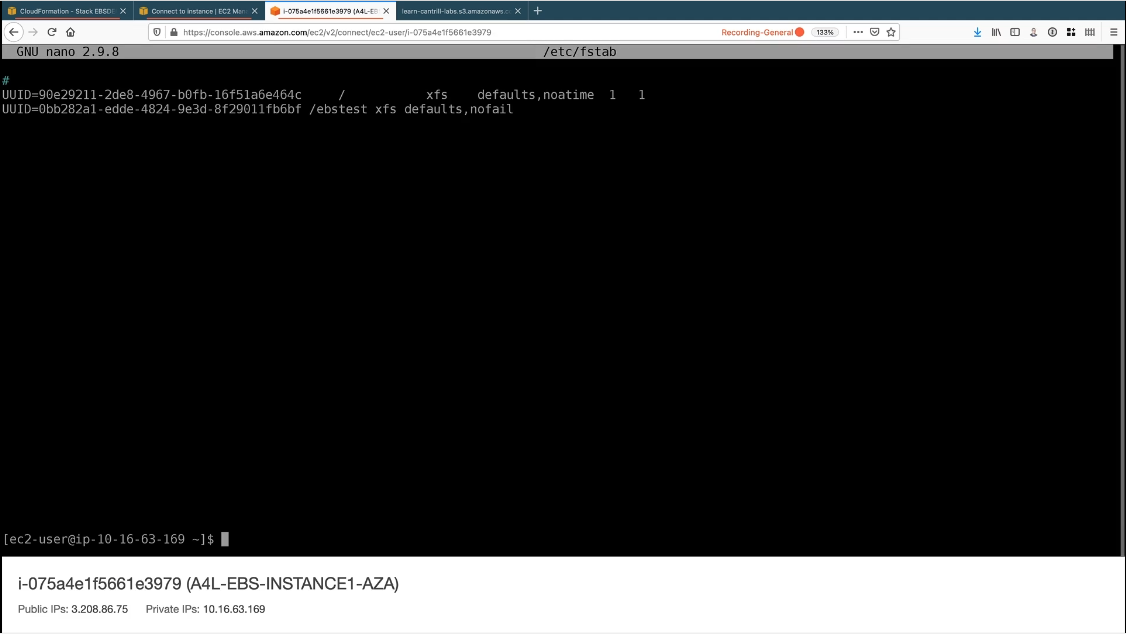 CloudFormation - Stack EBSDE
Connect to instance | EC2 Man
i-075a4e1f5661e3979 (A4L-EB
learn-cantrill-labs.s3.amazonaws.c
https://console.aws.amazon.com/ec2/v2/connect/ec2-user/i-075a4e1f5661e3979
Recording-General
133%
GNU nano 2.9.8 /etc/fstab
#
UUID=90e29211-2de8-4967-b0fb-16f51a6e464c / xfs defaults,noatime 1 1
UUID=0bb282a1-edde-4824-9e3d-8f29011fb6bf /ebstest xfs defaults,nofail
[ec2-user@ip-10-16-63-169 ~]$
i-075a4e1f5661e3979 (A4L-EBS-INSTANCE1-AZA)
Public IPs: 3.208.86.75 Private IPs: 10.16.63.169